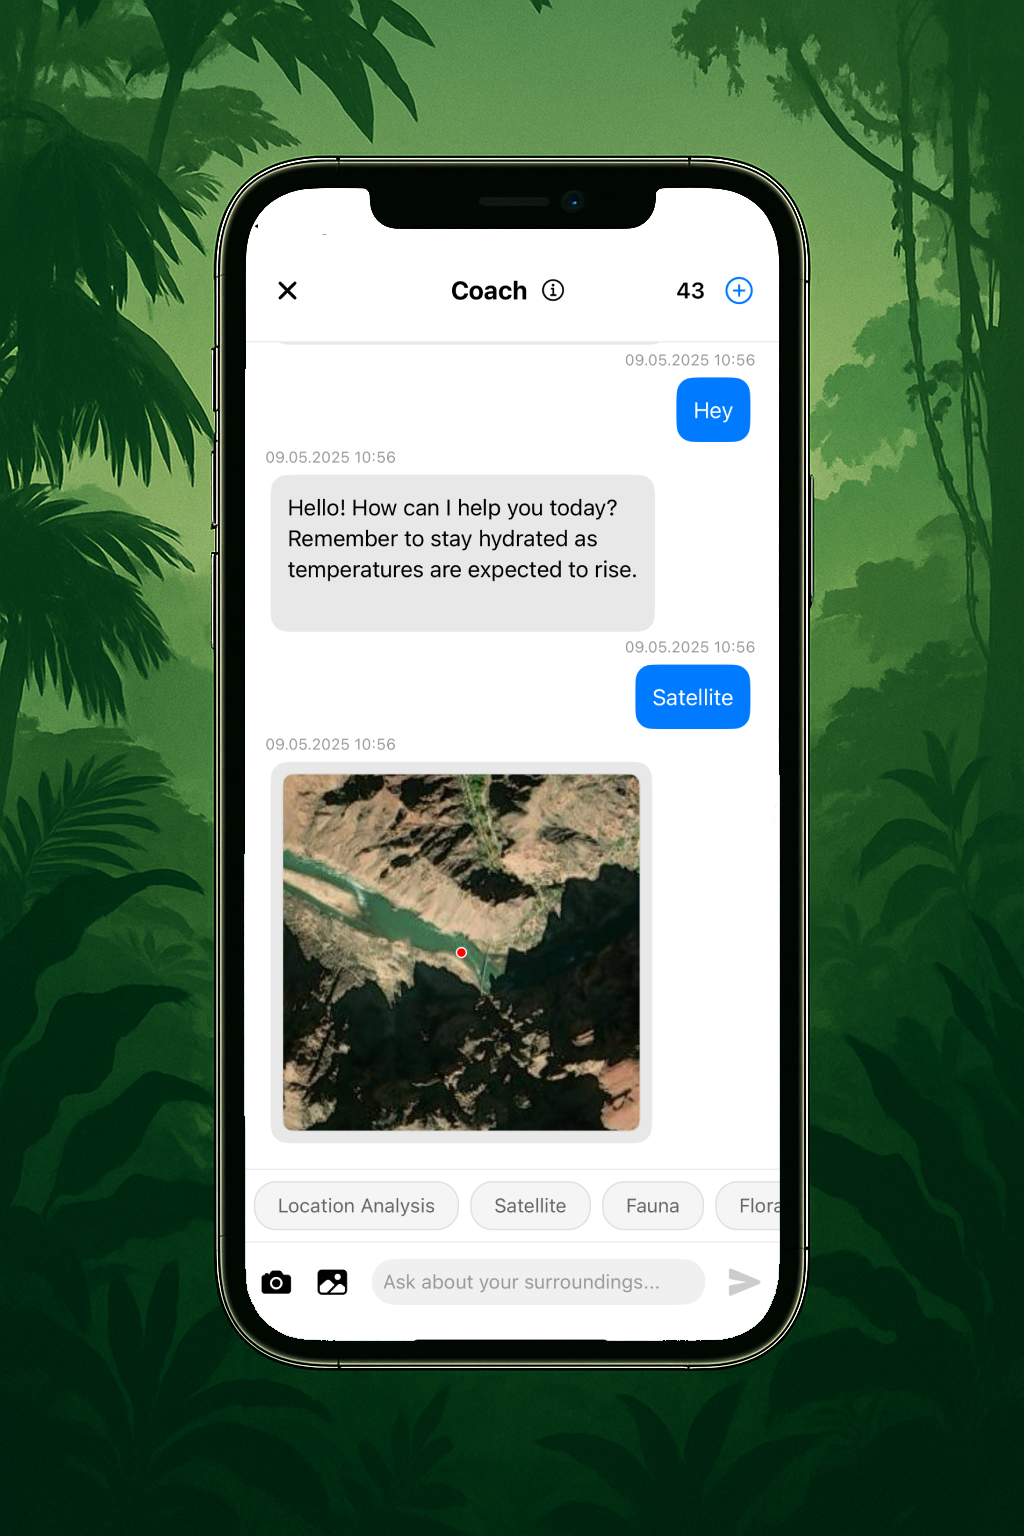 Coach
43
09.05.2025 10:56
Hey
09.05.2025 10:56
Hello! How can I help you today?
Remember to stay hydrated as
temperatures are expected to rise.
09.05.2025 10:56
Satellite
09.05.2025 10:56
Location Analysis
Satellite
Fauna
Flora
Ask about your surroundings...